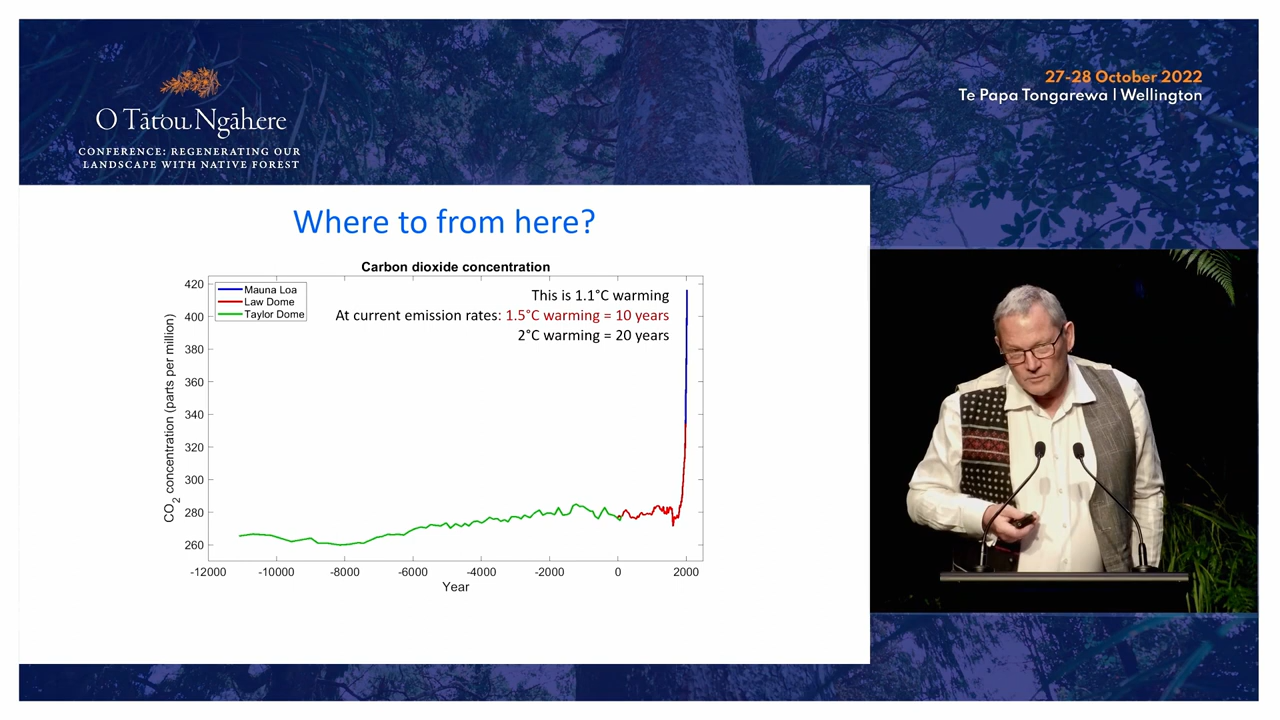 27-28 October 2022
Te Papa Tongarewa | Wellington
O Tātou Ngāhere
CONFERENCE: REGENERATING OUR
LANDSCAPE WITH NATIVE FOREST
Where to from here?
Carbon dioxide concentration
Mauna Loa
Law Dome
Taylor Dome
This is 1.1°C warming
At current emission rates: 1.5°C warming = 10 years
2°C warming = 20 years
CO2 concentration (parts per million)
420
400
380
360
340
320
300
280
260
-12000 -10000 -8000 -6000 -4000 -2000 0 2000
Year